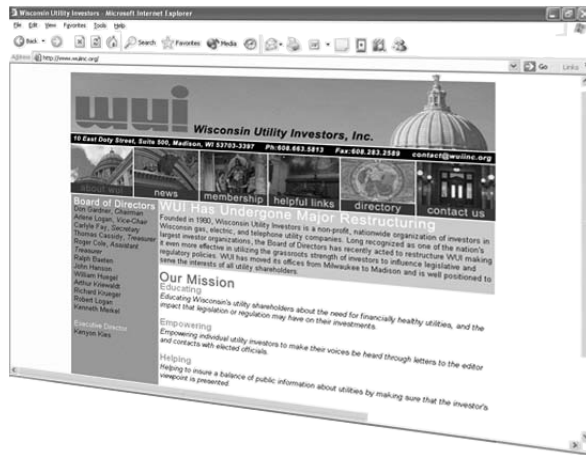 Wisconsin Utility Investors - Microsoft Internet Explorer
File Edit View Favorites Tools Help
Back Search Favorites Media
Address http://www.wuiinc.org/ Go Links
wui
Wisconsin Utility Investors, Inc.
10 East Doty Street, Suite 500, Madison, WI 53703-3397 Ph:608.663.5813 Fax:608.283.2589 contact@wuiinc.org
about wui news membership helpful links directory contact us
Board of Directors
Don Gardner, Chairman
Arlene Logan, Vice-Chair
Carlyle Fay, Secretary
Thomas Cassidy, Treasurer
Roger Cole, Assistant
Treasurer
Ralph Basten
John Hanson
William Huegel
Arthur Kriewaldt
Richard Krueger
Robert Logan
Kenneth Merkel
Executive Director
Kenyon Kies
WUI Has Undergone Major Restructuring
Founded in 1990, Wisconsin Utility Investors is a non-profit, nationwide organization of investors in
Wisconsin gas, electric, and telephone utility companies. Long recognized as one of the nation's
largest investor organizations, the Board of Directors has recently acted to restructure WUI making
it even more effective in utilizing the grassroots strength of investors to influence legislative and
regulatory policies. WUI has moved its offices from Milwaukee to Madison and is well positioned to
serve the interests of all utility shareholders.
Our Mission
Educating
Educating Wisconsin's utility shareholders about the need for financially healthy utilities, and the
impact that legislation or regulation may have on their investments.
Empowering
Empowering individual utility investors to make their voices be heard through letters to the editor
and contacts with elected officials.
Helping
Helping to insure a balance of public information about utilities by making sure that the investor's
viewpoint is presented.